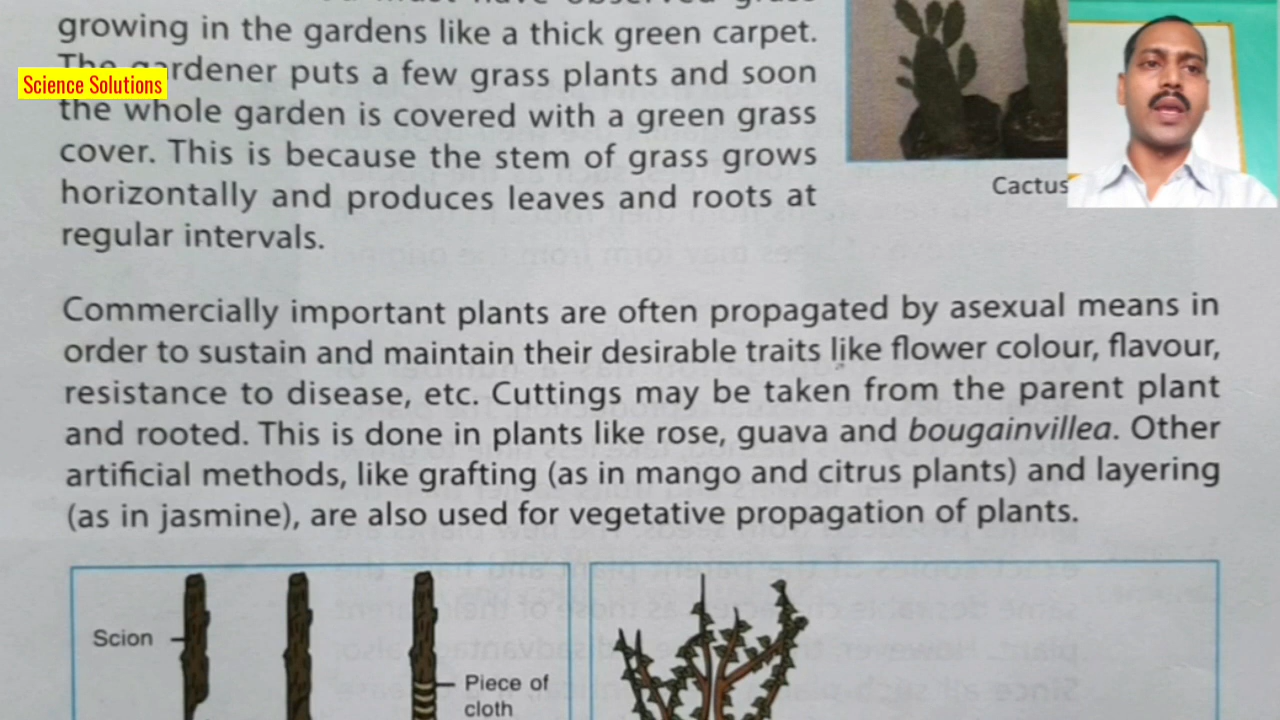 growing in the gardens like a thick green carpet.
Science Solutions
gardener puts a few grass plants and soon
the whole garden is covered with a green grass
cover. This is because the stem of grass grows
horizontally and produces leaves and roots at
regular intervals.
Cactus
Commercially important plants are often propagated by asexual means in
order to sustain and maintain their desirable traits like flower colour, flavour,
resistance to disease, etc. Cuttings may be taken from the parent plant
and rooted. This is done in plants like rose, guava and bougainvillea. Other
artificial methods, like grafting (as in mango and citrus plants) and layering
(as in jasmine), are also used for vegetative propagation of plants.
Scion
Piece of
cloth